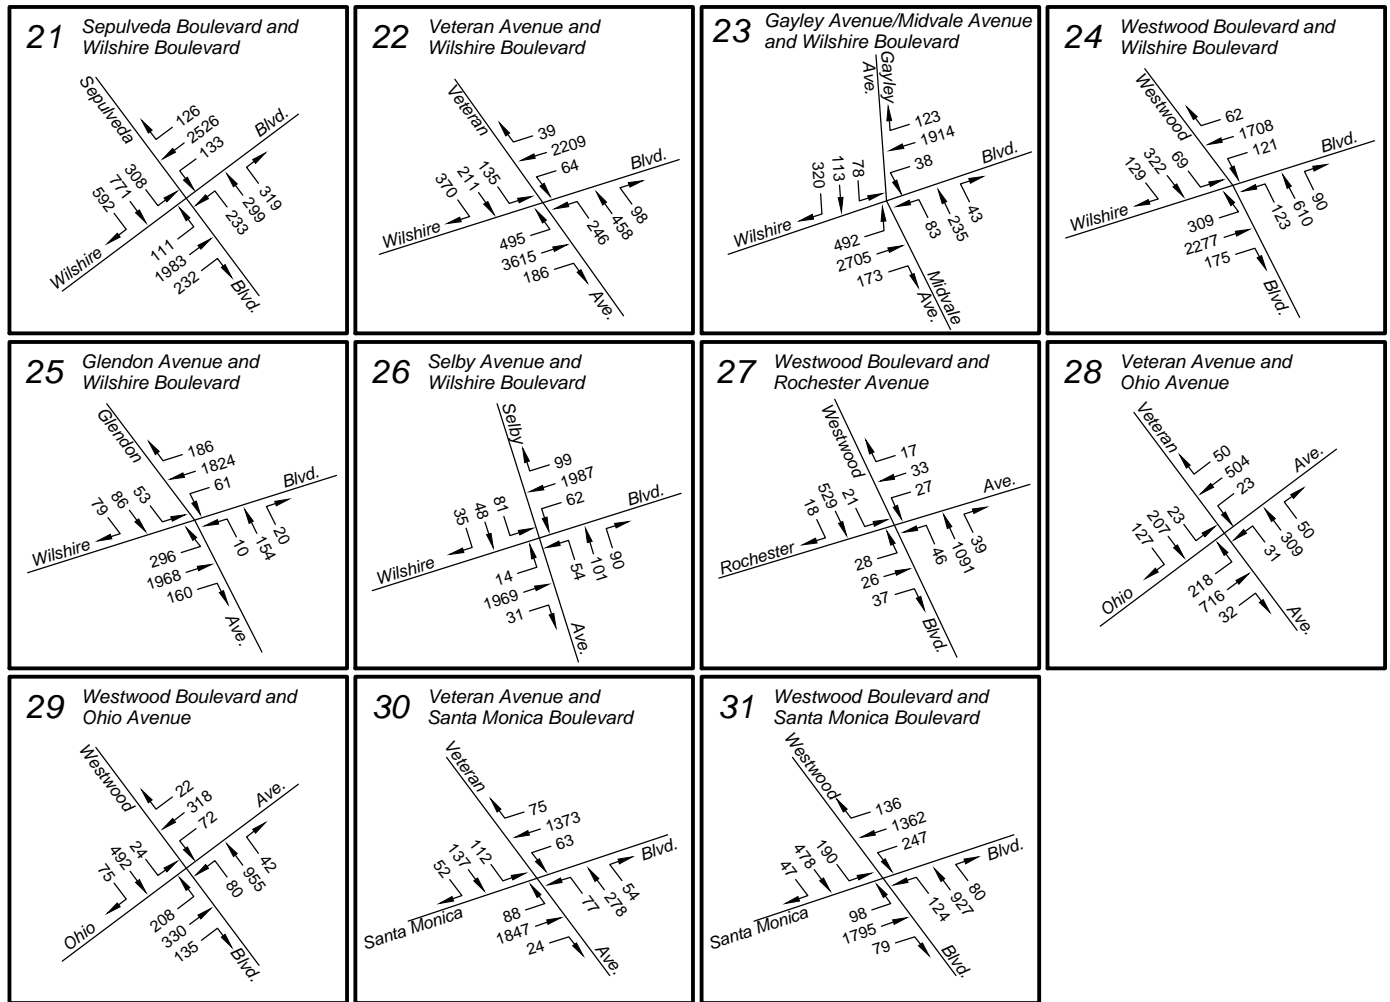 21 Sepulveda Boulevard and
Wilshire Boulevard
Sepulveda
Blvd.
126
2526
133
308
771
592
319
299
233
111
1983
232
Wilshire
Blvd.
22 Veteran Avenue and
Wilshire Boulevard
Veteran
Blvd.
39
2209
64
135
211
370
98
458
246
495
3615
186
Wilshire
Ave.
23 Gayley Avenue/Midvale Avenue
and Wilshire Boulevard
Gayley
Ave.
Blvd.
123
1914
38
78
113
320
43
235
83
492
2705
173
Wilshire
Midvale
Ave.
24 Westwood Boulevard and
Wilshire Boulevard
Westwood
Blvd.
62
1708
121
69
322
129
90
610
123
309
2277
175
Wilshire
Blvd.
25 Glendon Avenue and
Wilshire Boulevard
Glendon
Blvd.
186
1824
61
53
86
79
20
154
10
296
1968
160
Wilshire
Ave.
26 Selby Avenue and
Wilshire Boulevard
Selby
Blvd.
99
1987
62
81
48
35
90
101
54
14
1969
31
Wilshire
Ave.
27 Westwood Boulevard and
Rochester Avenue
Westwood
Ave.
17
33
27
21
529
18
39
1091
46
28
26
37
Rochester
Blvd.
28 Veteran Avenue and
Ohio Avenue
Veteran
Ave.
50
504
23
23
207
127
50
309
31
218
716
32
Ohio
Ave.
29 Westwood Boulevard and
Ohio Avenue
Westwood
Ave.
22
318
72
24
492
75
42
955
80
208
330
135
Ohio
Blvd.
30 Veteran Avenue and
Santa Monica Boulevard
Veteran
Blvd.
75
1373
63
112
137
52
54
278
77
88
1847
24
Santa Monica
Ave.
31 Westwood Boulevard and
Santa Monica Boulevard
Westwood
Blvd.
136
1362
247
190
478
47
80
927
124
98
1795
79
Santa Monica
Blvd.